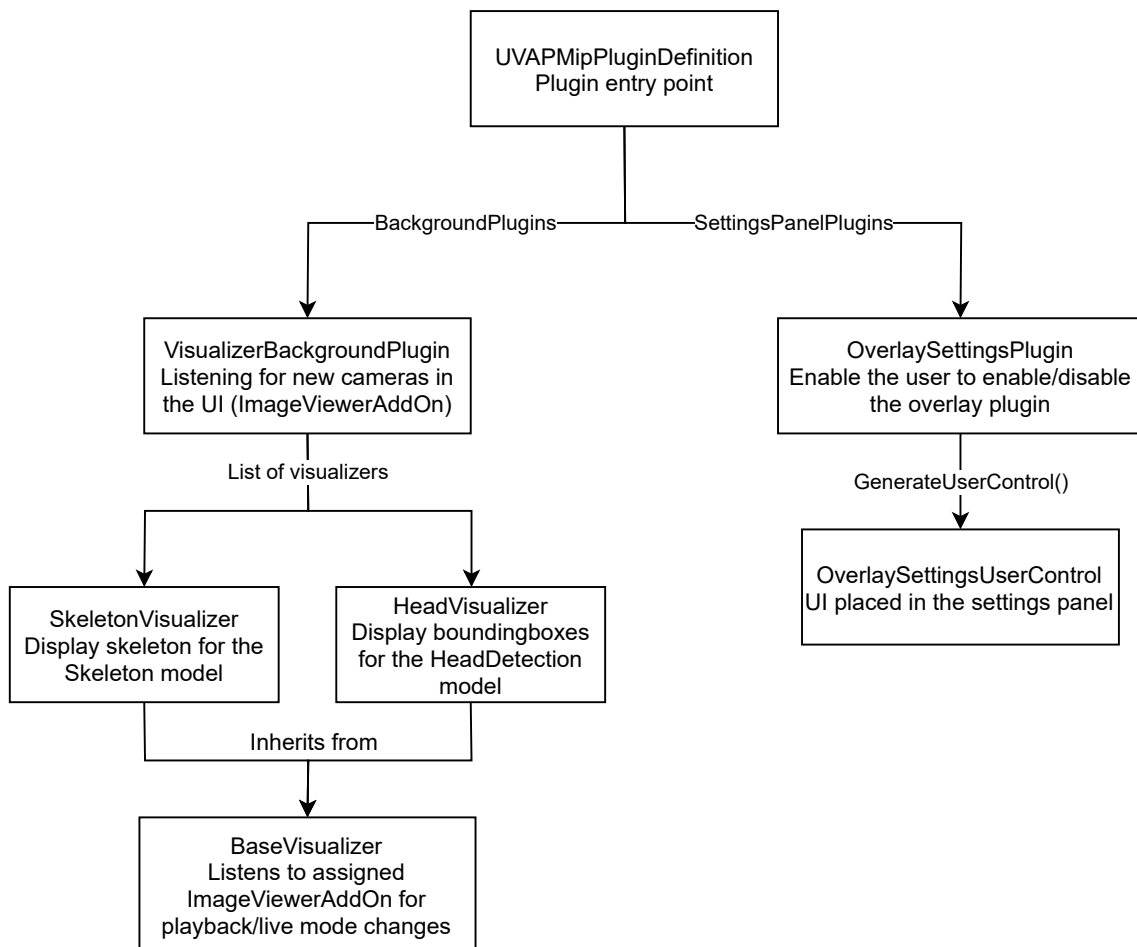 UVAPMipPluginDefinition
Plugin entry point
BackgroundPlugins
SettingsPanelPlugins
VisualizerBackgroundPlugin
Listening for new cameras in
the UI (ImageViewerAddOn)
OverlaySettingsPlugin
Enable the user to enable/disable
the overlay plugin
List of visualizers
GenerateUserControl()
SkeletonVisualizer
Display skeleton for the
Skeleton model
HeadVisualizer
Display boundingboxes
for the HeadDetection
model
OverlaySettingsUserControl
UI placed in the settings panel
Inherits from
BaseVisualizer
Listens to assigned
ImageViewerAddOn for
playback/live mode changes